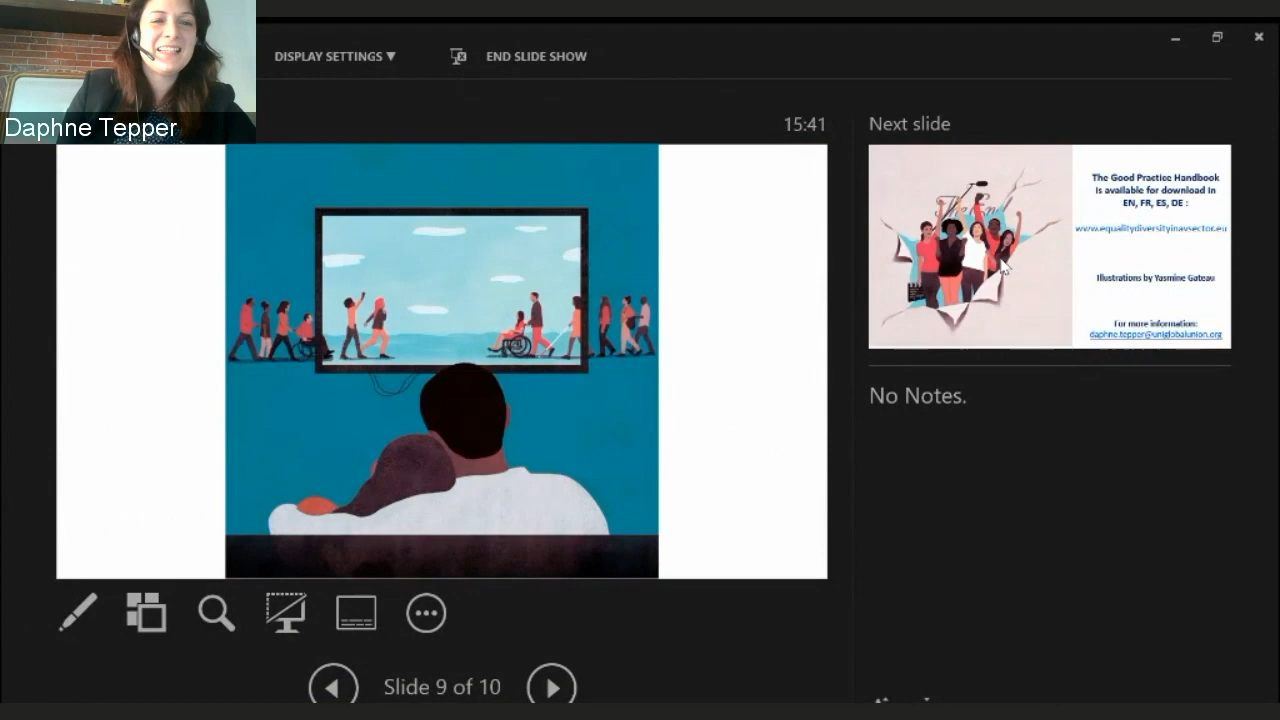 DISPLAY SETTINGS ▼
END SLIDE SHOW
Daphne Tepper
15:41
Next slide
The End
The Good Practice Handbook
is available for download in
EN, FR, ES, DE :
www.equalitydiversityinavsector.eu
Illustrations by Yasmine Gateau
For more information:
daphne.tepper@uniglobalunion.org
No Notes.
Slide 9 of 10